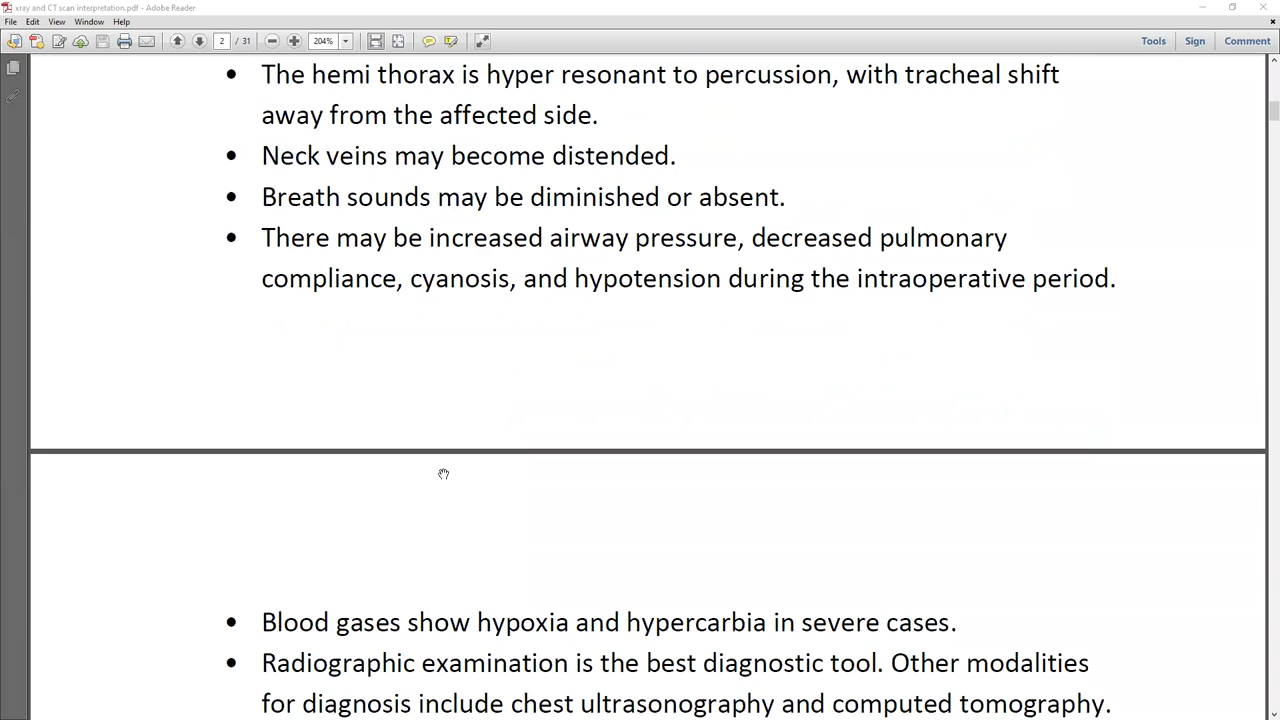 xray and CT scan interpretation.pdf - Adobe Reader
File Edit View Window Help
2 / 31 204% Tools Sign Comment
• The hemi thorax is hyper resonant to percussion, with tracheal shift
away from the affected side.
• Neck veins may become distended.
• Breath sounds may be diminished or absent.
• There may be increased airway pressure, decreased pulmonary
compliance, cyanosis, and hypotension during the intraoperative period.
• Blood gases show hypoxia and hypercarbia in severe cases.
• Radiographic examination is the best diagnostic tool. Other modalities
for diagnosis include chest ultrasonography and computed tomography.